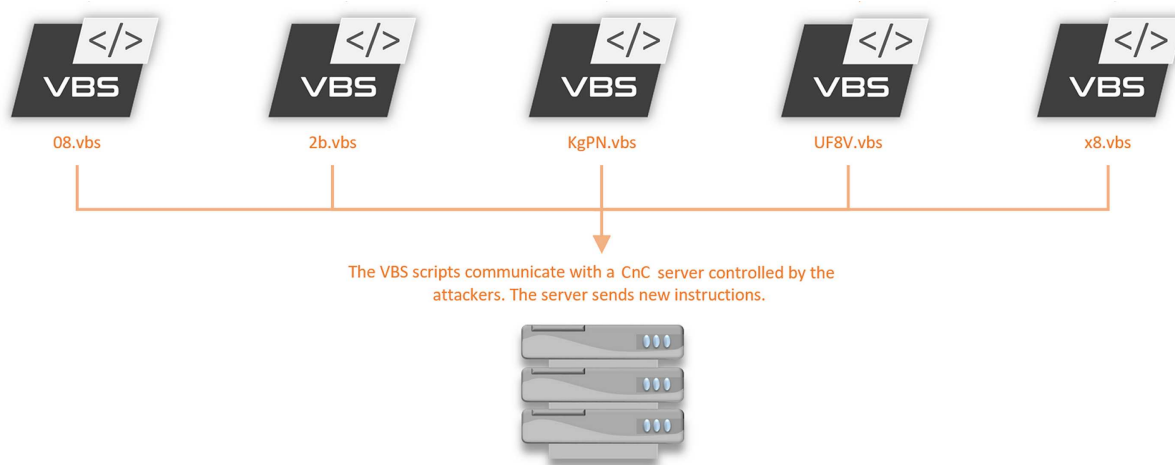 </> </> </> </> </>
VBS VBS VBS VBS VBS
08.vbs 2b.vbs KgPN.vbs UF8V.vbs x8.vbs
The VBS scripts communicate with a CnC server controlled by the
attackers. The server sends new instructions.